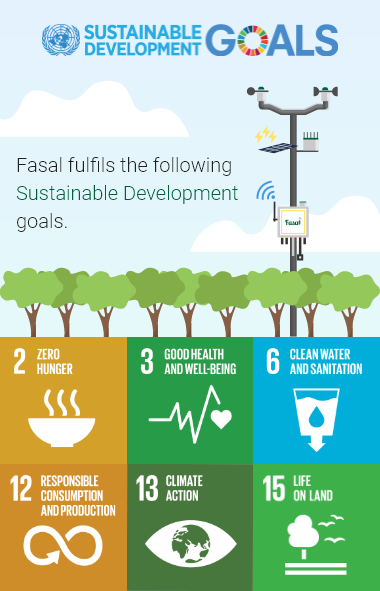 SUSTAINABLE
DEVELOPMENT
GOALS
Fasal fulfils the following
Sustainable Development
goals.
Fasal
2 ZERO
HUNGER
3 GOOD HEALTH
AND WELL-BEING
6 CLEAN WATER
AND SANITATION
12 RESPONSIBLE
CONSUMPTION
AND PRODUCTION
13 CLIMATE
ACTION
15 LIFE
ON LAND